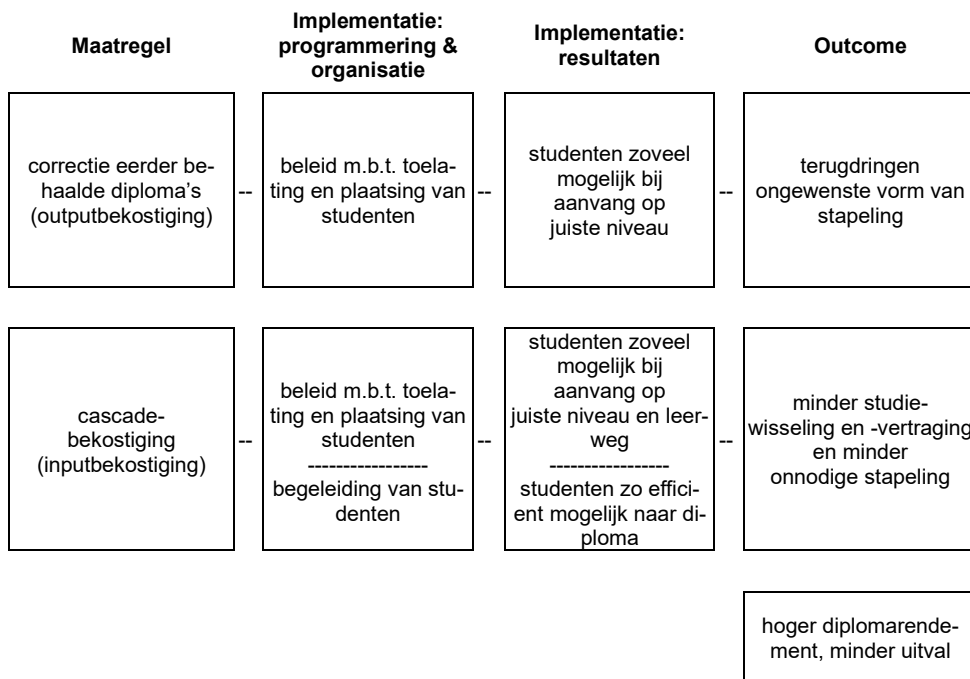 Maatregel
Implementatie:
programmering &
organisatie
Implementatie:
resultaten
Outcome
correctie eerder be-
haalde diploma's
(outputbekostiging)
--
beleid m.b.t. toela-
ting en plaatsing van
studenten
--
studenten zoveel
mogelijk bij
aanvang op
juiste niveau
--
terugdringen
ongewenste vorm van
stapeling
cascade-
bekostiging
(inputbekostiging)
--
beleid m.b.t. toela-
ting en plaatsing van
studenten
------------------
begeleiding van stu-
denten
--
studenten zoveel
mogelijk bij
aanvang op
juiste niveau en leer-
weg
------------------
studenten zo effici-
ent mogelijk naar di-
ploma
--
minder studie-
wisseling en -vertraging
en minder
onnodige stapeling
hoger diplomarende-
ment, minder uitval